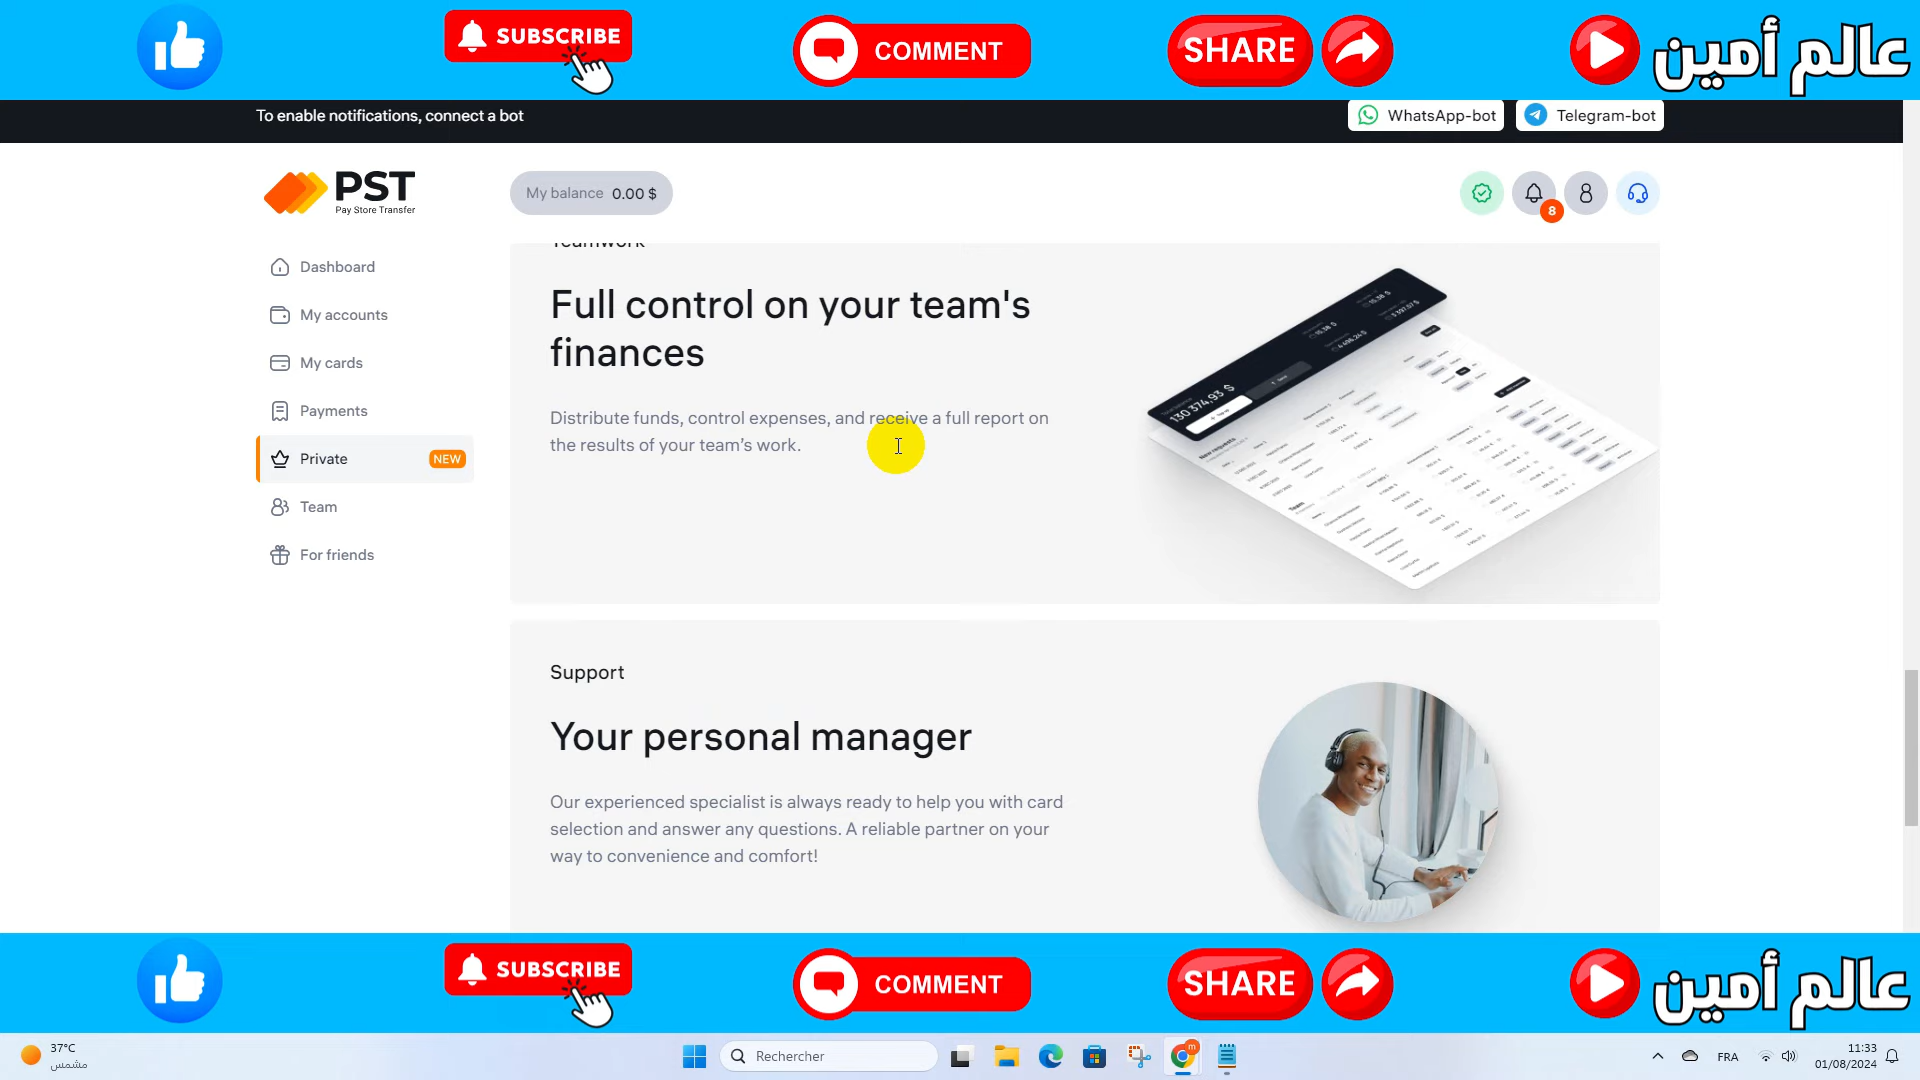 SUBSCRIBE
COMMENT
SHARE
عالم أمين
To enable notifications, connect a bot
WhatsApp-bot
Telegram-bot
PST
Pay Store Transfer
My balance 0.00 $
8
Dashboard
My accounts
My cards
Payments
Private NEW
Team
For friends
Teamwork
Full control on your team's
finances
Distribute funds, control expenses, and receive a full report on
the results of your team’s work.
130 374,93 $
Support
Your personal manager
Our experienced specialist is always ready to help you with card
selection and answer any questions. A reliable partner on your
way to convenience and comfort!
SUBSCRIBE
COMMENT
SHARE
عالم أمين
37°C
مشمس
Rechercher
FRA
11:33
01/08/2024